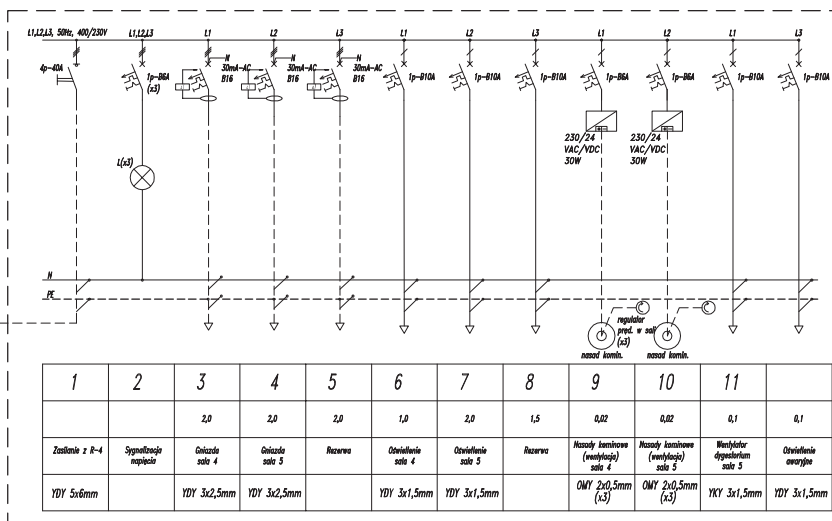 L1,L2,L3, 50Hz, 400/230V
L1,L2,L3
L1
L2
L3
L1
L2
L3
L1
L2
L1
L3
4p-40A
1p-B6A
(x3)
N
30mA-AC
B16
N
30mA-AC
B16
N
30mA-AC
B16
1p-B10A
1p-B10A
1p-B10A
1p-B6A
1p-B6A
1p-B10A
1p-B10A
230/24
VAC/VDC
30W
230/24
VAC/VDC
30W
L(x3)
N
PE
regulator
pręd. w sali
(x3)
nasad komin.
nasad komin.
1 2 3 4 5 6 7 8 9 10 11
2,0 2,0 2,0 1,0 2,0 1,5 0,02 0,02 0,1 0,1
Zasilanie z R-4
Sygnalizacja
napięcia
Gniazda
sala 4
Gniazda
sala 5
Rezerwa
Oświetlenie
sala 4
Oświetlenie
sala 5
Rezerwa
Nasady kominowe
(wentylacja)
sala 4
Nasady kominowe
(wentylacja)
sala 5
Wentylator
dygestorium
sala 5
Oświetlenie
awaryjne
YDY 5x6mm
YDY 3x2,5mm
YDY 3x2,5mm
YDY 3x1,5mm
YDY 3x1,5mm
OMY 2x0,5mm
(x3)
OMY 2x0,5mm
(x3)
YKY 3x1,5mm
YDY 3x1,5mm